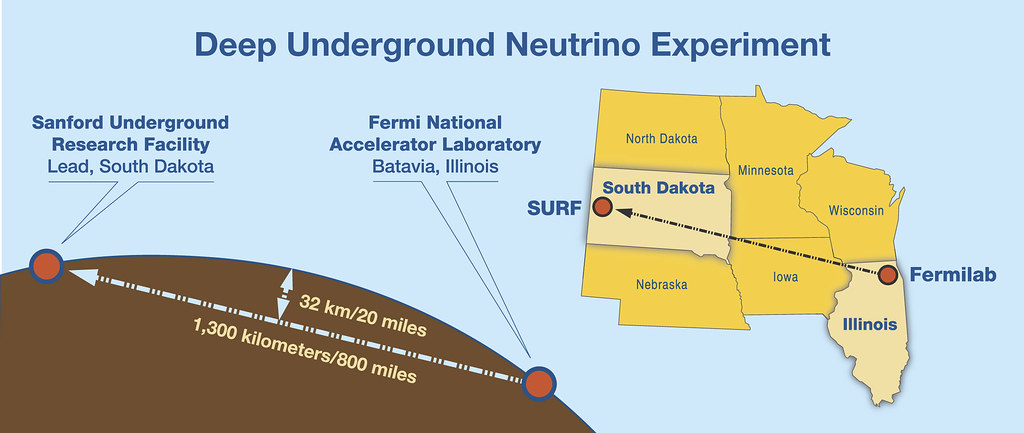 Deep Underground Neutrino Experiment
Sanford Underground
Research Facility
Lead, South Dakota
Fermi National
Accelerator Laboratory
Batavia, Illinois
32 km/20 miles
1,300 kilometers/800 miles
North Dakota
Minnesota
South Dakota
SURF
Wisconsin
Nebraska
Iowa
Fermilab
Illinois